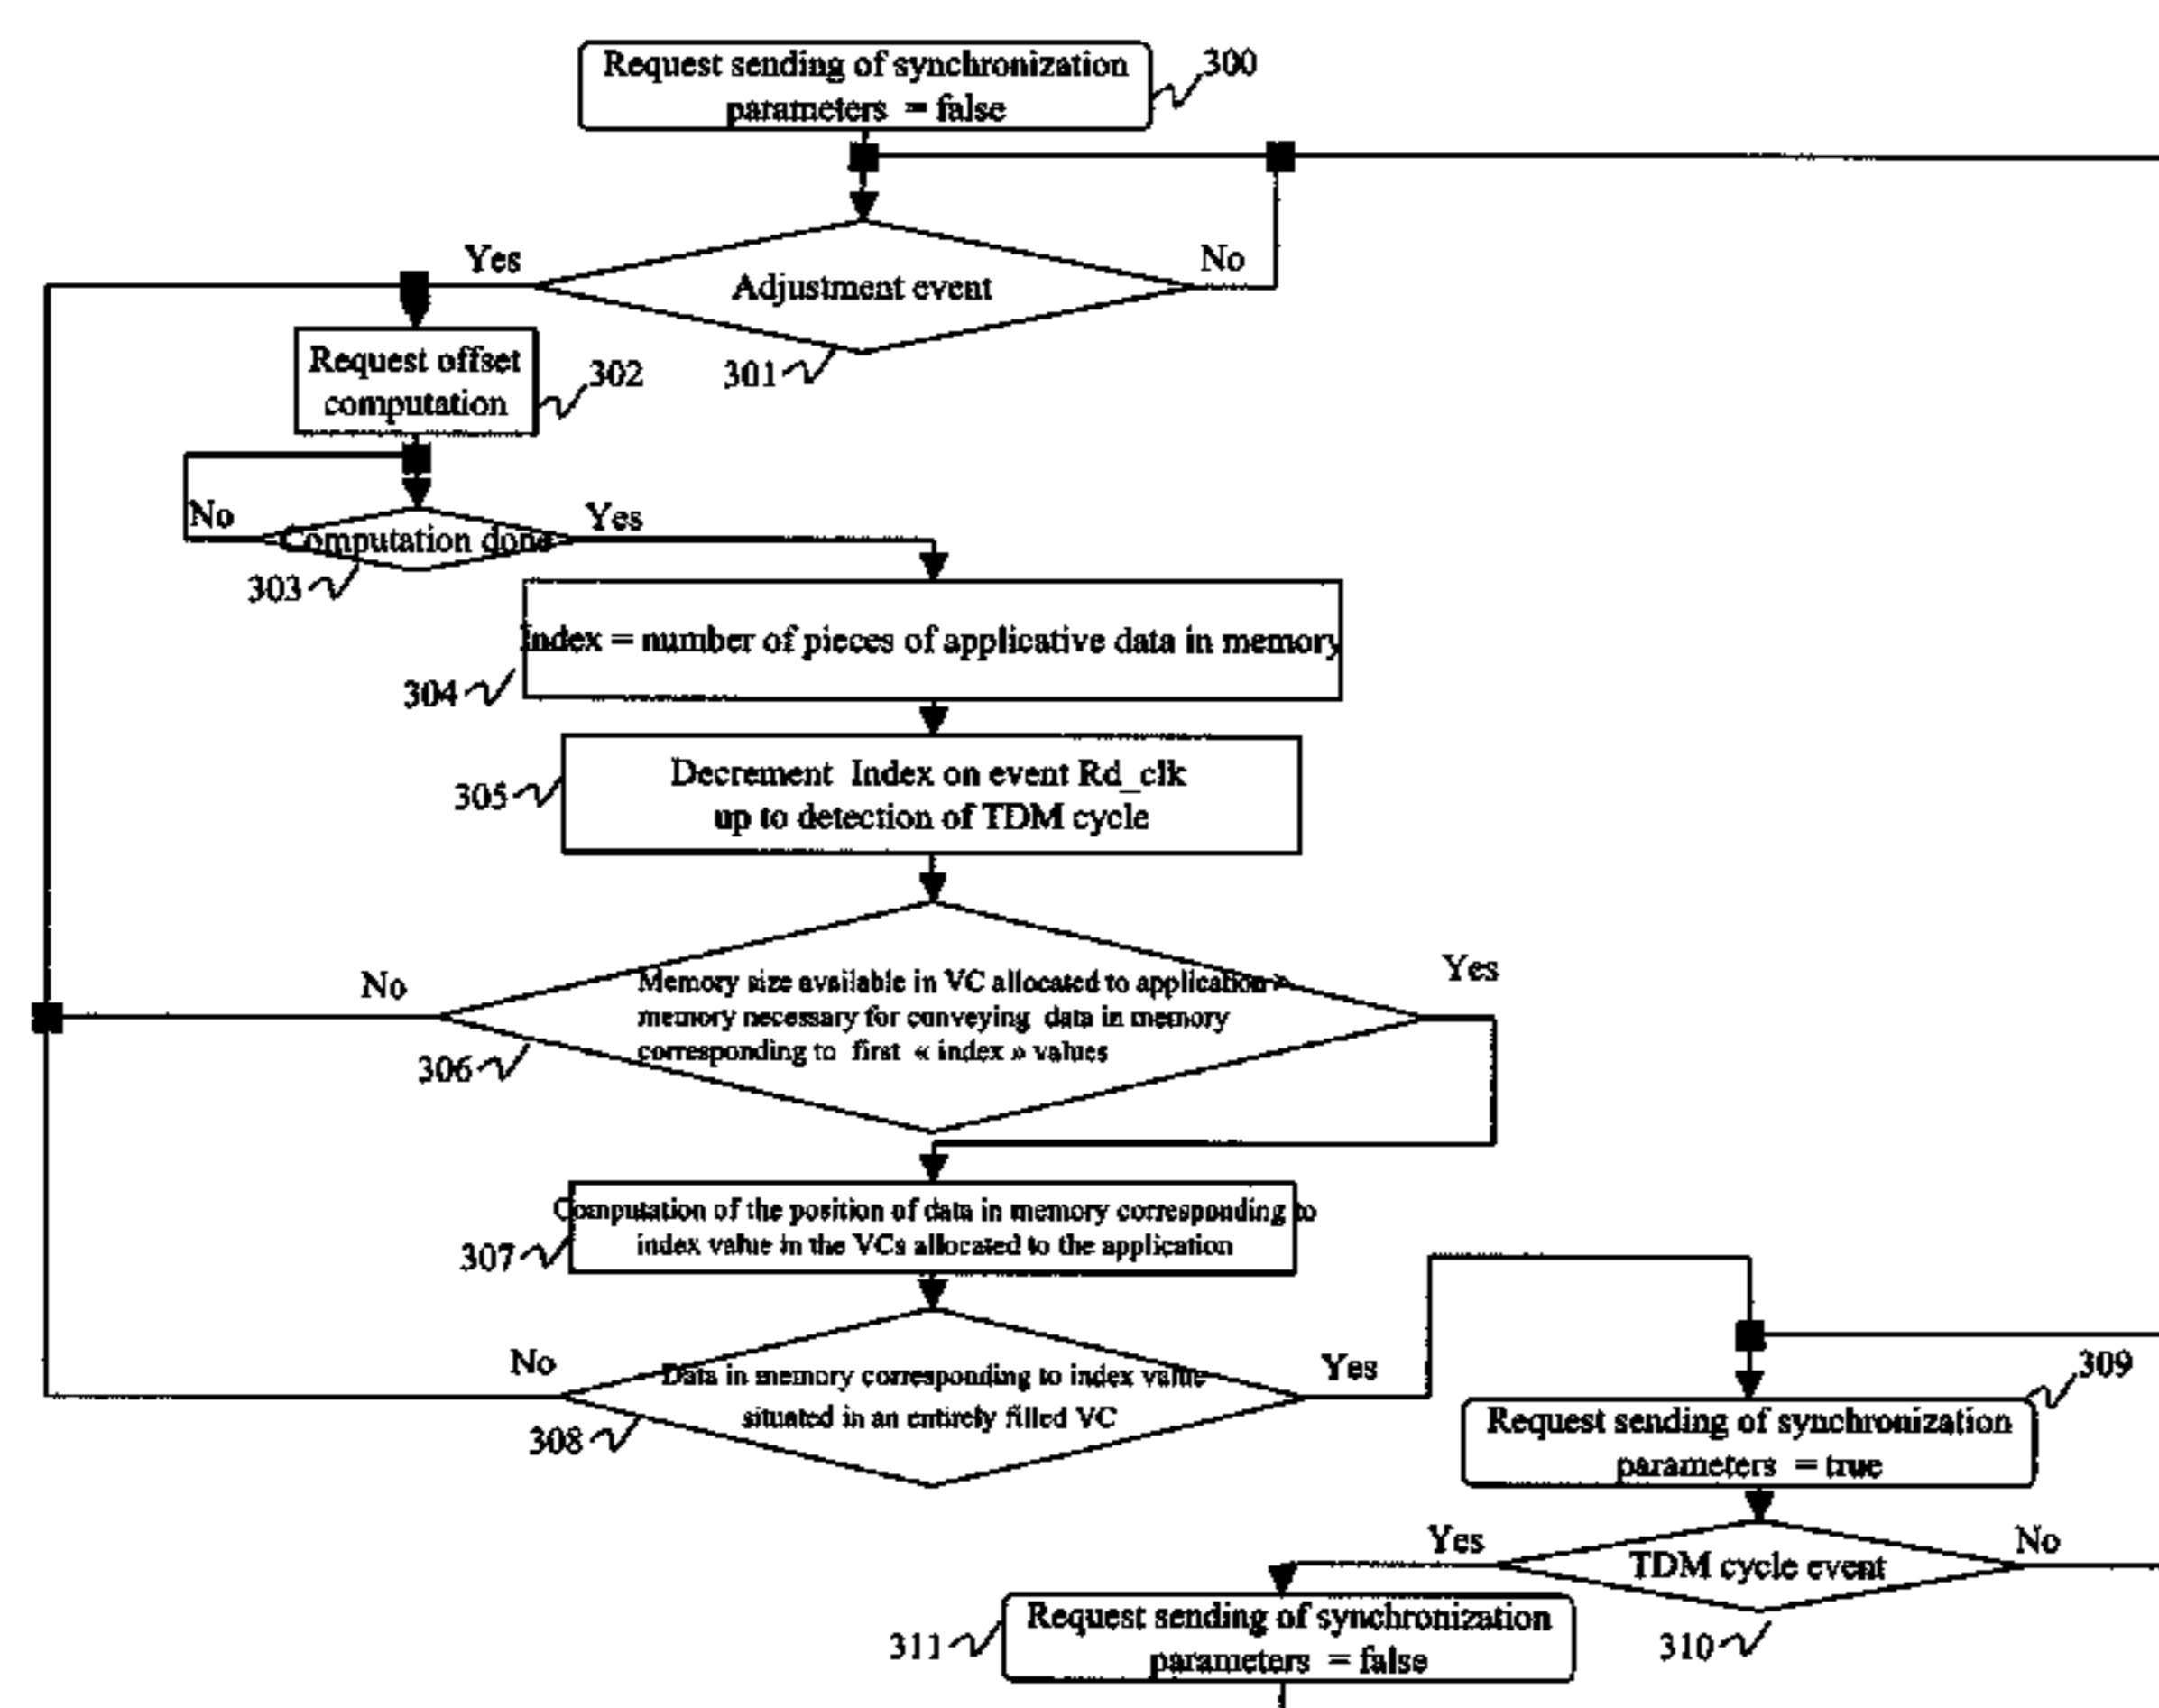 Request sending of synchronization
parameters = false
300
Yes
No
Adjustment event
301
Request offset
computation
302
No
Yes
Computation done
303
Index = number of pieces of applicative data in memory
304
Decrement Index on event Rd_clk
up to detection of TDM cycle
305
No
Yes
Memory size available in VC allocated to application >
memory necessary for conveying data in memory
corresponding to first « index » values
306
Computation of the position of data in memory corresponding to
index value in the VCs allocated to the application
307
No
Yes
Data in memory corresponding to index value
situated in an entirely filled VC
308
309
Request sending of synchronization
parameters = true
Yes
No
TDM cycle event
310
Request sending of synchronization
parameters = false
311